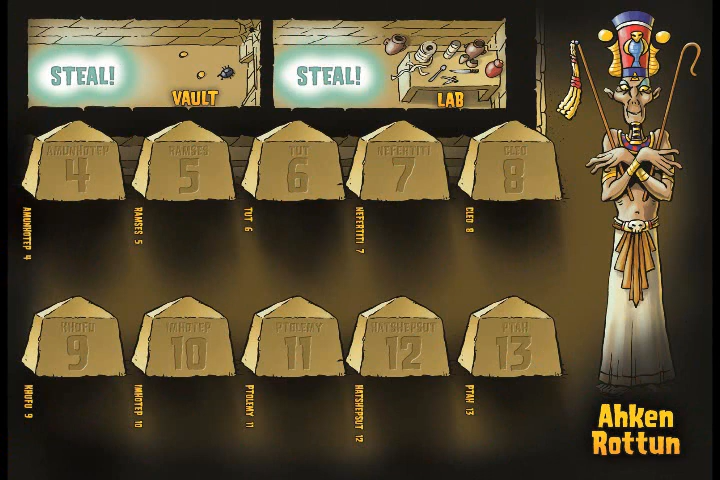 STEAL!
VAULT
STEAL!
LAB
AMUNHOTEP
4
RAMSES
5
TUT
6
NEFERTITI
7
CLEO
8
AMUNHOTEP 4
RAMSES 5
TUT 6
NEFERTITI 7
CLEO 8
KHUFU
9
IMHOTEP
10
PTOLEMY
11
HATSHEPSUT
12
PTAH
13
KHUFU 9
IMHOTEP 10
PTOLEMY 11
HATSHEPSUT 12
PTAH 13
Ahken
Rottun